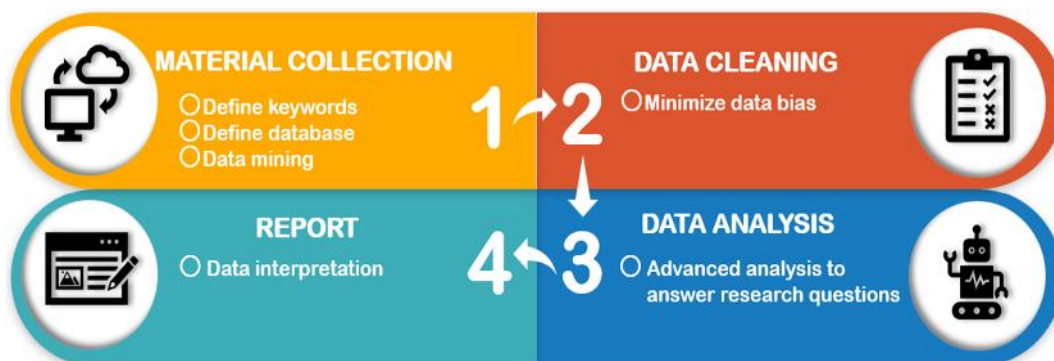 MATERIAL COLLECTION
Define keywords
Define database
Data mining
1
2
DATA CLEANING
Minimize data bias
3
DATA ANALYSIS
Advanced analysis to
answer research questions
4
REPORT
Data interpretation